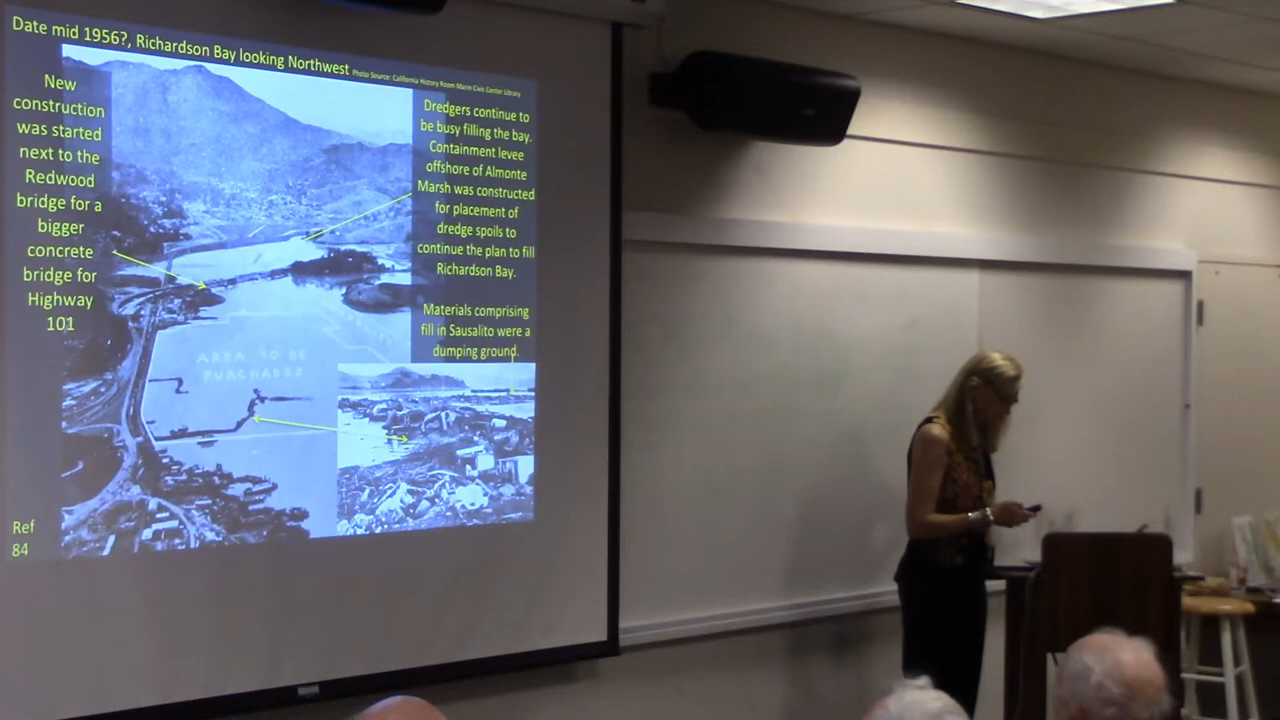 Date mid 1956?, Richardson Bay looking Northwest
Photo Source: California History Room Marin Civic Center Library
New
construction
was started
next to the
Redwood
bridge for a
bigger
concrete
bridge for
Highway
101
Dredgers continue to
be busy filling the bay.
Containment levee
offshore of Almonte
Marsh was constructed
for placement of
dredge spoils to
continue the plan to fill
Richardson Bay.
Materials comprising
fill in Sausalito were a
dumping ground.
AREA TO BE
PURCHASED
Ref
84